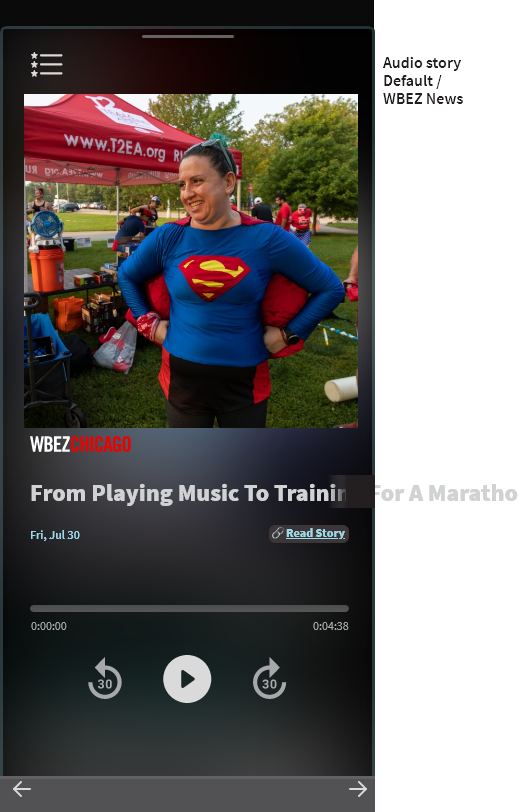 Audio story
Default /
WBEZ News
www.T2EA.org
WBEZCHICAGO
From Playing Music To Training For A Maratho
Fri, Jul 30
Read Story
0:00:00
0:04:38
30
30